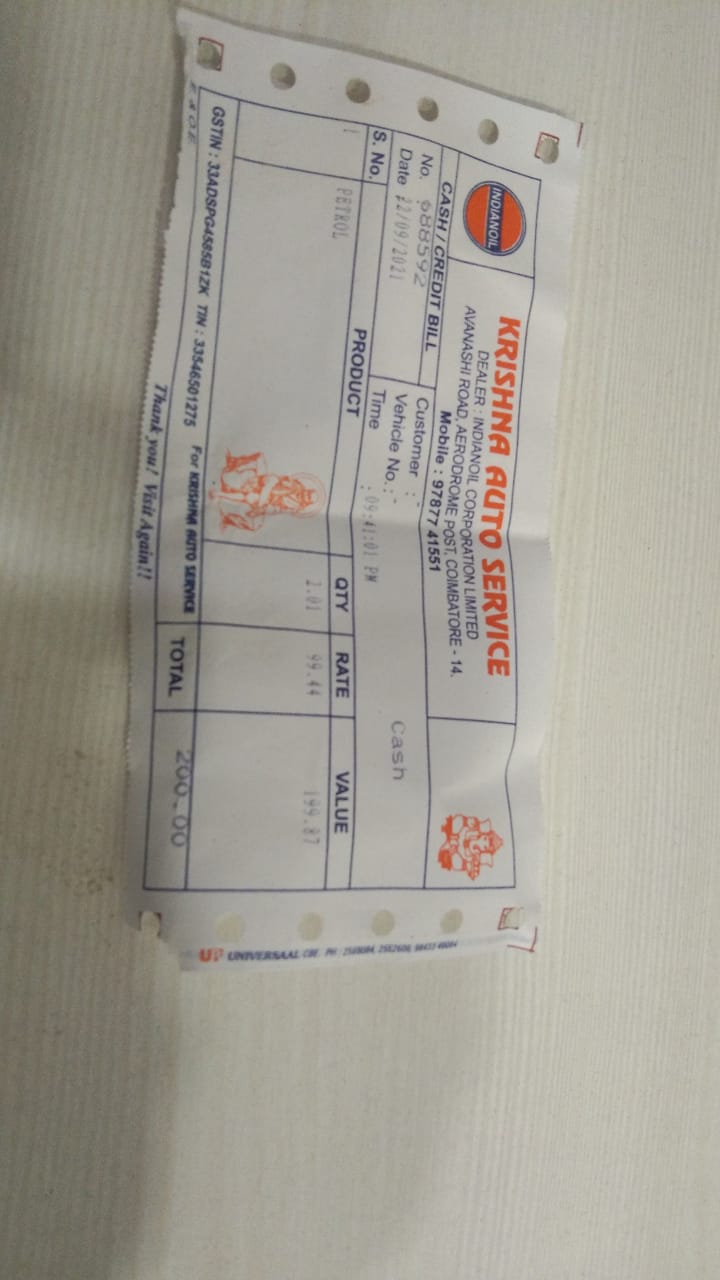 INDIANOIL
KRISHNA AUTO SERVICE
DEALER : INDIANOIL CORPORATION LIMITED
AVANASHI ROAD, AERODROME POST, COIMBATORE - 14.
Mobile : 97877 41551
CASH / CREDIT BILL
No. 688592
Date 22/09/2021
Customer :
Vehicle No.:
Time : 09:41:01 PM
Cash
S. No. PRODUCT QTY RATE VALUE
1 PETROL 2.01 99.44 199.87
GSTIN : 33ADSPG4585B1ZK TIN : 33546501275 For KRISHNA AUTO SERVICE
TOTAL 200.00
E & O E
Thank you! Visit Again!!
UP UNIVERSAAL CBE. PH :